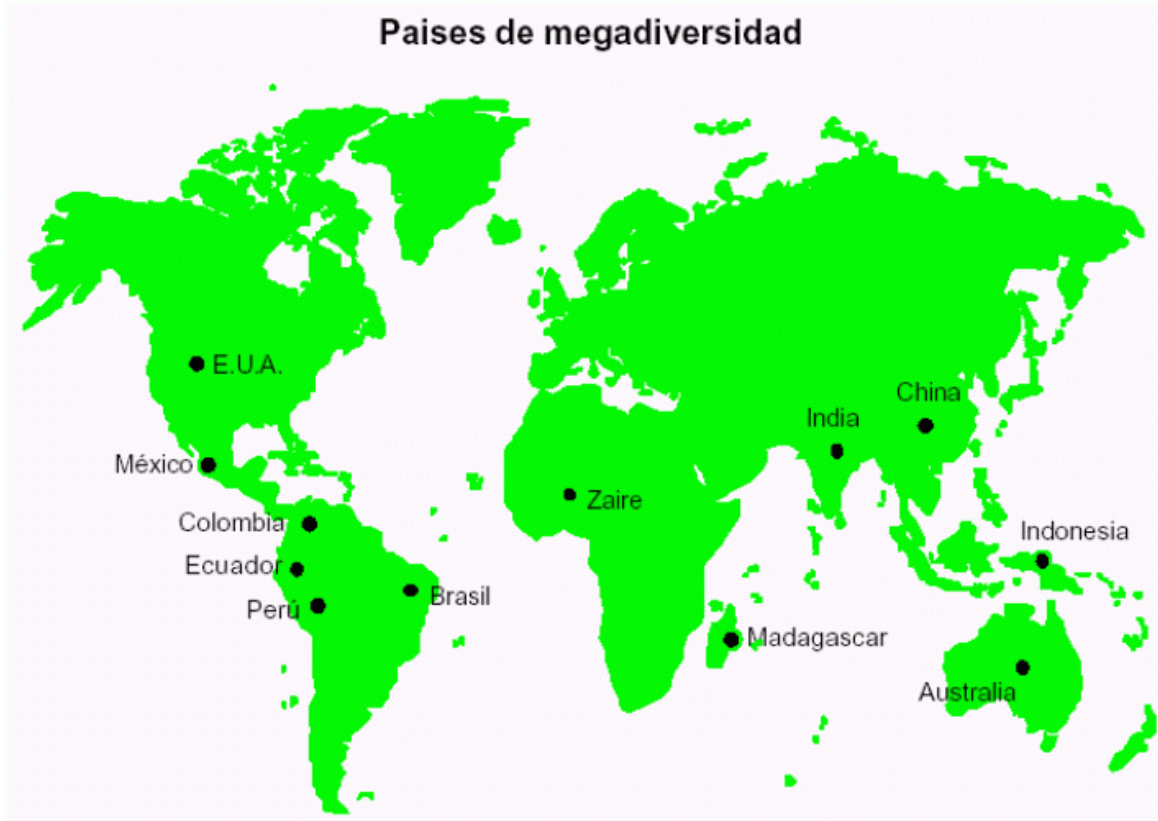 Paises de megadiversidad
E.U.A.
China
India
México
Zaire
Colombia
Indonesia
Ecuador
Brasil
Perú
Madagascar
Australia